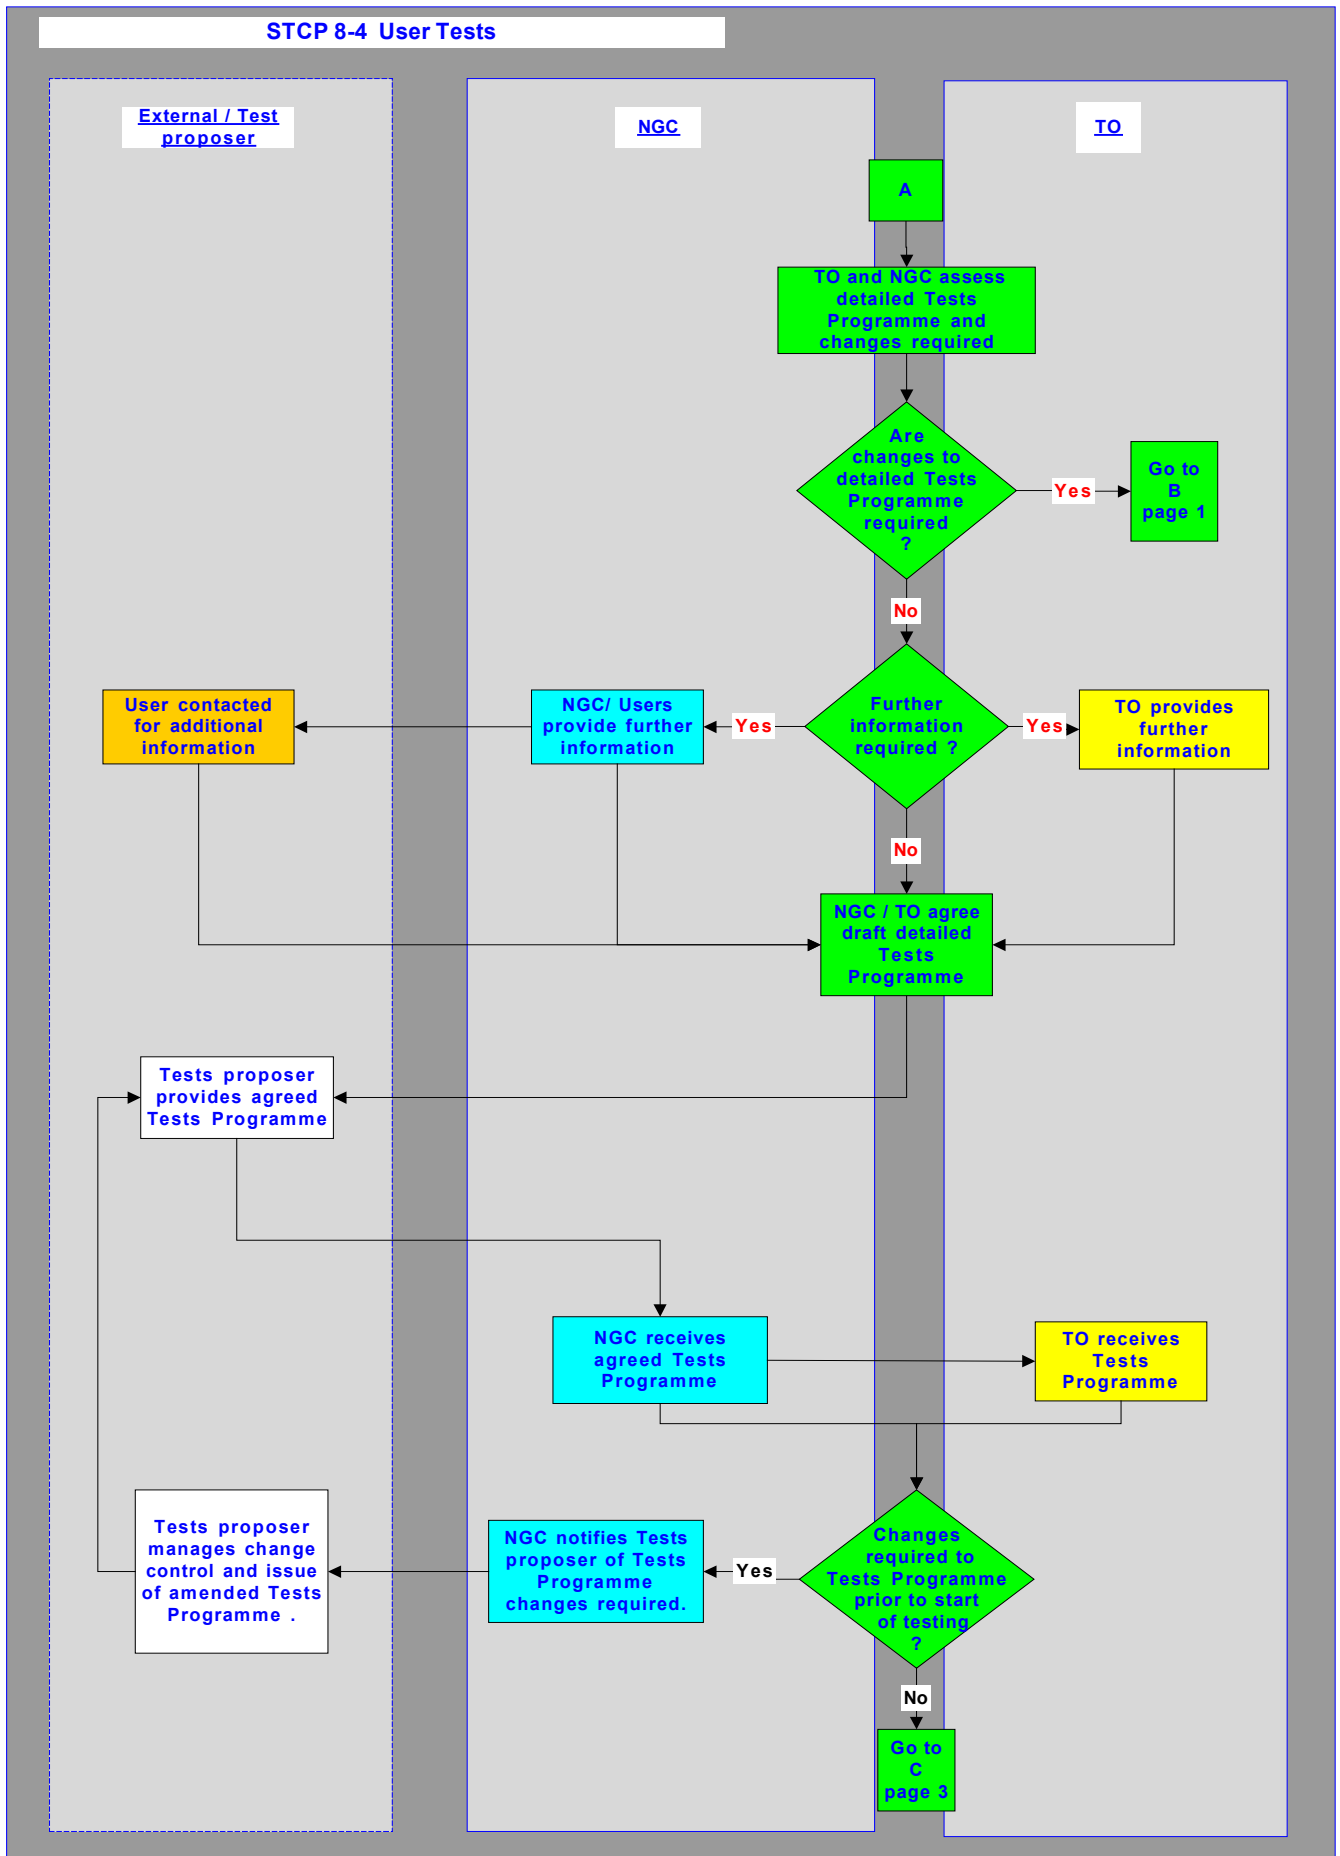 STCP 8-4 User Tests
External / Test
proposer
NGC
TO
A
TO and NGC assess
detailed Tests
Programme and
changes required
Are
changes to
detailed Tests
Programme
required
?
Yes
Go to
B
page 1
No
User contacted
for additional
information
NGC/ Users
provide further
information
Yes
Further
information
required ?
Yes
TO provides
further
information
No
NGC / TO agree
draft detailed
Tests
Programme
Tests proposer
provides agreed
Tests Programme
NGC receives
agreed Tests
Programme
TO receives
Tests
Programme
Tests proposer
manages change
control and issue
of amended Tests
Programme .
NGC notifies Tests
proposer of Tests
Programme
changes required.
Yes
Changes
required to
Tests Programme
prior to start
of testing
?
No
Go to
C
page 3